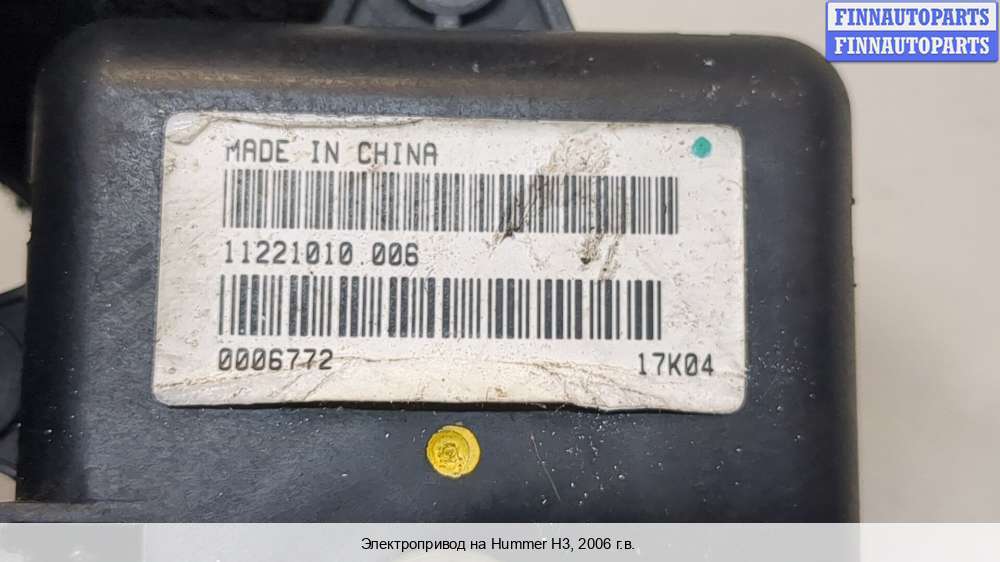 FINNAUTOPARTS
FINNAUTOPARTS
MADE IN CHINA
11221010.006
0006772 17K04
Электропривод на Hummer H3, 2006 г.в.